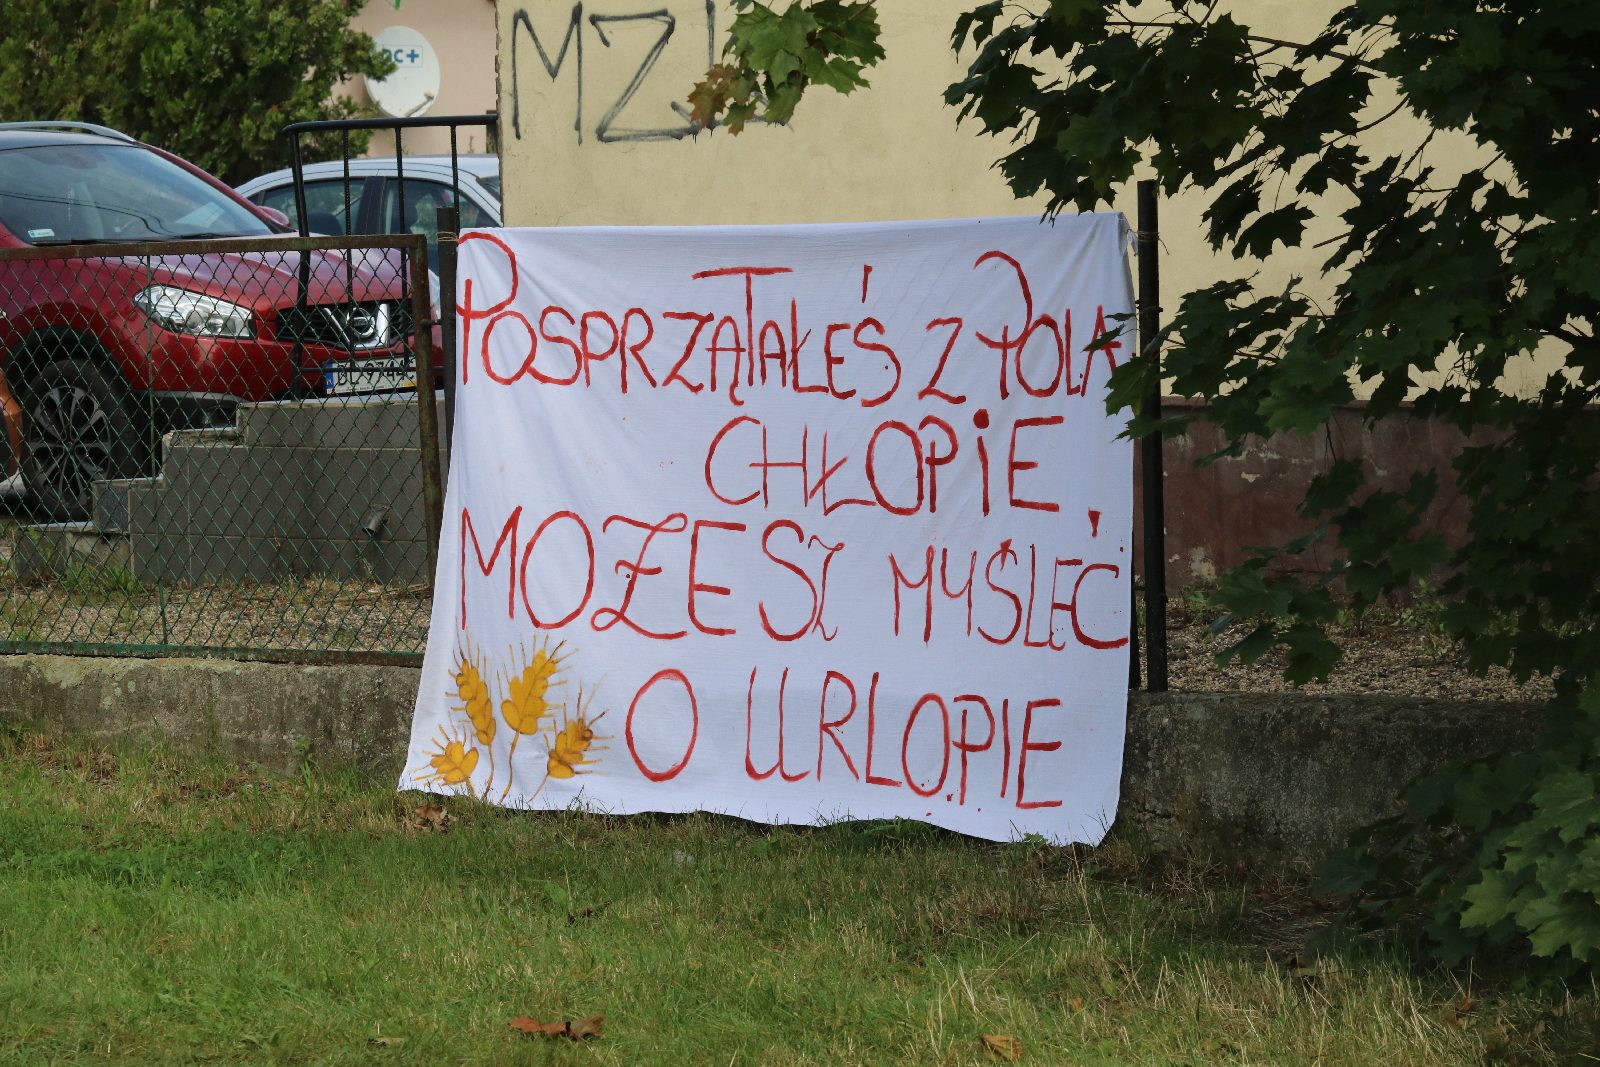 MZ
POSPRZĄTAŁEŚ Z POLA
CHŁOPIE,
MOŻESZ MYŚLEĆ
O URLOPIE